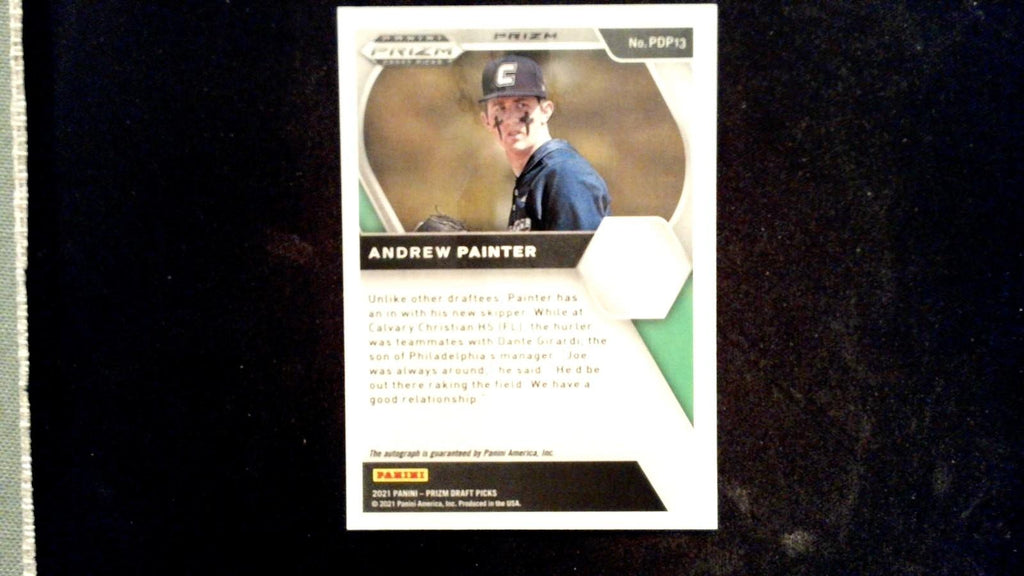 PANINI
PRIZM
DRAFT PICKS
PRIZM
No. PDP13
C
ANDREW PAINTER
Unlike other draftees, Painter has
an in with his new skipper. While at
Calvary Christian HS (FL), the hurler
was teammates with Dante Girardi, the
son of Philadelphia's manager. "Joe
was always around," he said. "He'd be
out there raking the field. We have a
good relationship."
The autograph is guaranteed by Panini America, Inc.
PANINI
2021 PANINI – PRIZM DRAFT PICKS
© 2021 Panini America, Inc. Produced in the USA.